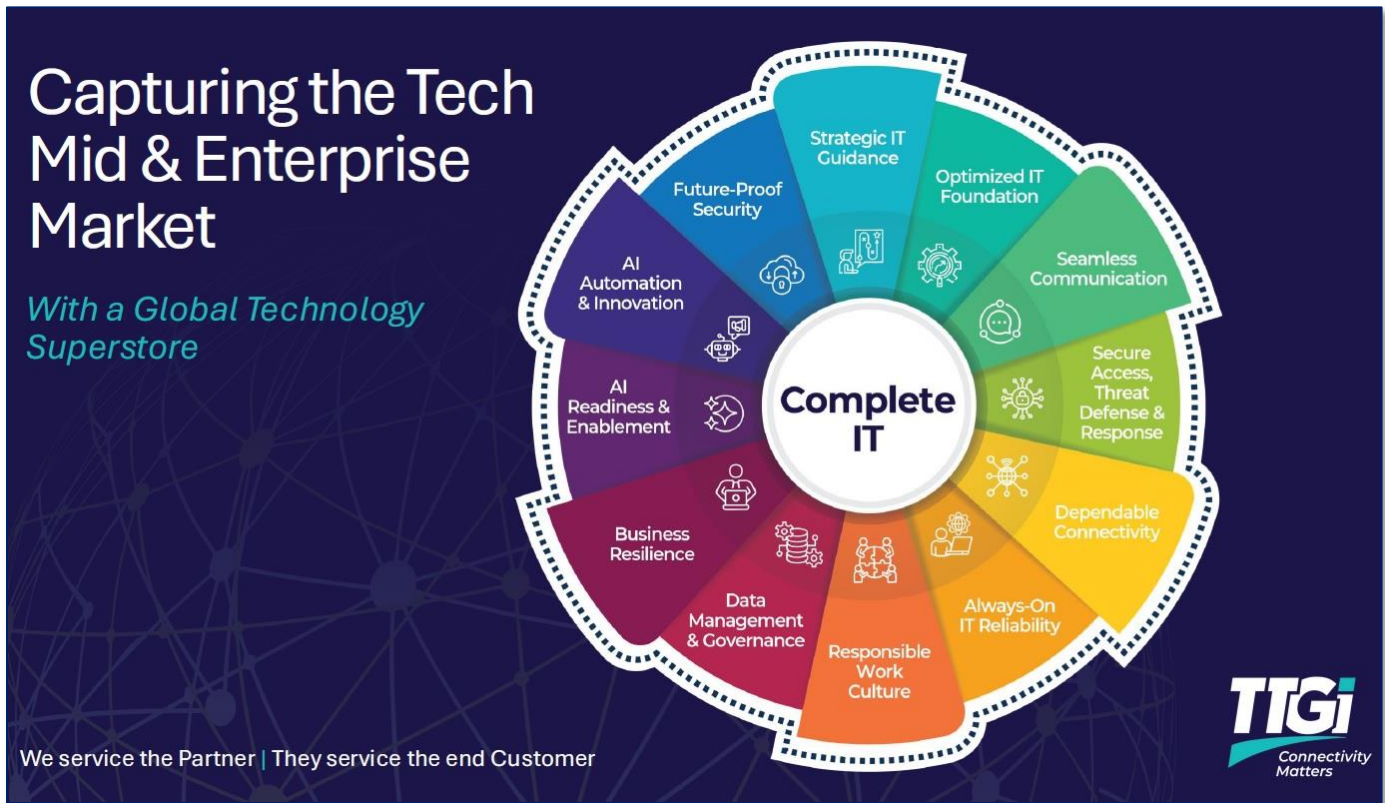 Capturing the Tech
Mid & Enterprise
Market
With a Global Technology
Superstore
Strategic IT
Guidance
Optimized IT
Foundation
Seamless
Communication
Secure
Access,
Threat
Defense &
Response
Dependable
Connectivity
Always-On
IT Reliability
Responsible
Work
Culture
Data
Management
& Governance
Business
Resilience
AI
Readiness &
Enablement
AI
Automation
& Innovation
Future-Proof
Security
Complete
IT
We service the Partner | They service the end Customer
TTGi
Connectivity
Matters